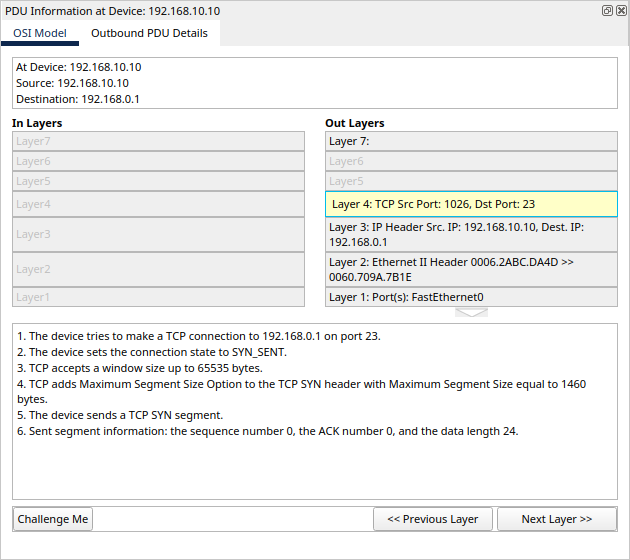 PDU Information at Device: 192.168.10.10
OSI Model
Outbound PDU Details
At Device: 192.168.10.10
Source: 192.168.10.10
Destination: 192.168.0.1
In Layers
Out Layers
Layer7
Layer 7:
Layer6
Layer6
Layer5
Layer5
Layer4
Layer 4: TCP Src Port: 1026, Dst Port: 23
Layer3
Layer 3: IP Header Src. IP: 192.168.10.10, Dest. IP:
192.168.0.1
Layer2
Layer 2: Ethernet II Header 0006.2ABC.DA4D >>
0060.709A.7B1E
Layer1
Layer 1: Port(s): FastEthernet0
1. The device tries to make a TCP connection to 192.168.0.1 on port 23.
2. The device sets the connection state to SYN_SENT.
3. TCP accepts a window size up to 65535 bytes.
4. TCP adds Maximum Segment Size Option to the TCP SYN header with Maximum Segment Size equal to 1460
bytes.
5. The device sends a TCP SYN segment.
6. Sent segment information: the sequence number 0, the ACK number 0, and the data length 24.
Challenge Me
<< Previous Layer
Next Layer >>